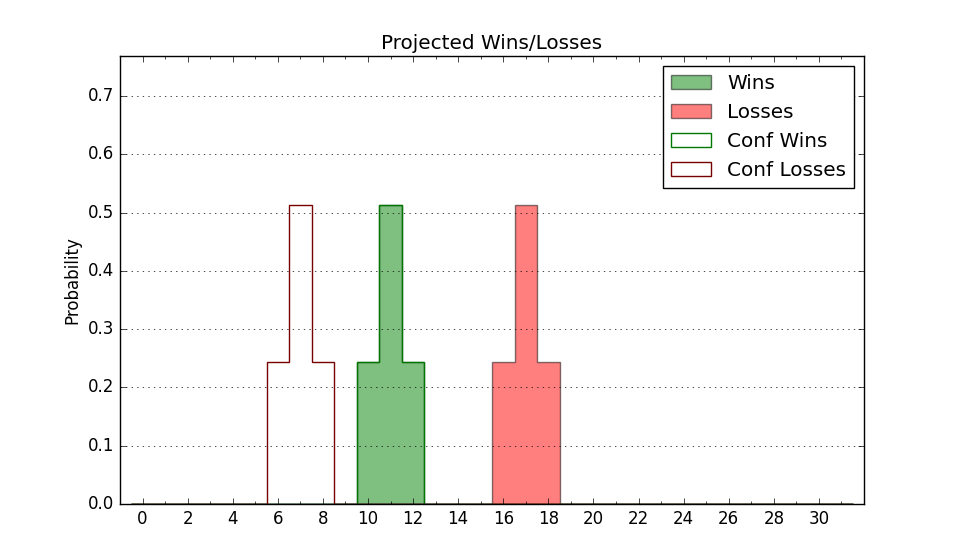 Projected Wins/Losses
Wins
Losses
Conf Wins
Conf Losses
Probability
0.7
0.6
0.5
0.4
0.3
0.2
0.1
0.0
0 2 4 6 8 10 12 14 16 18 20 22 24 26 28 30